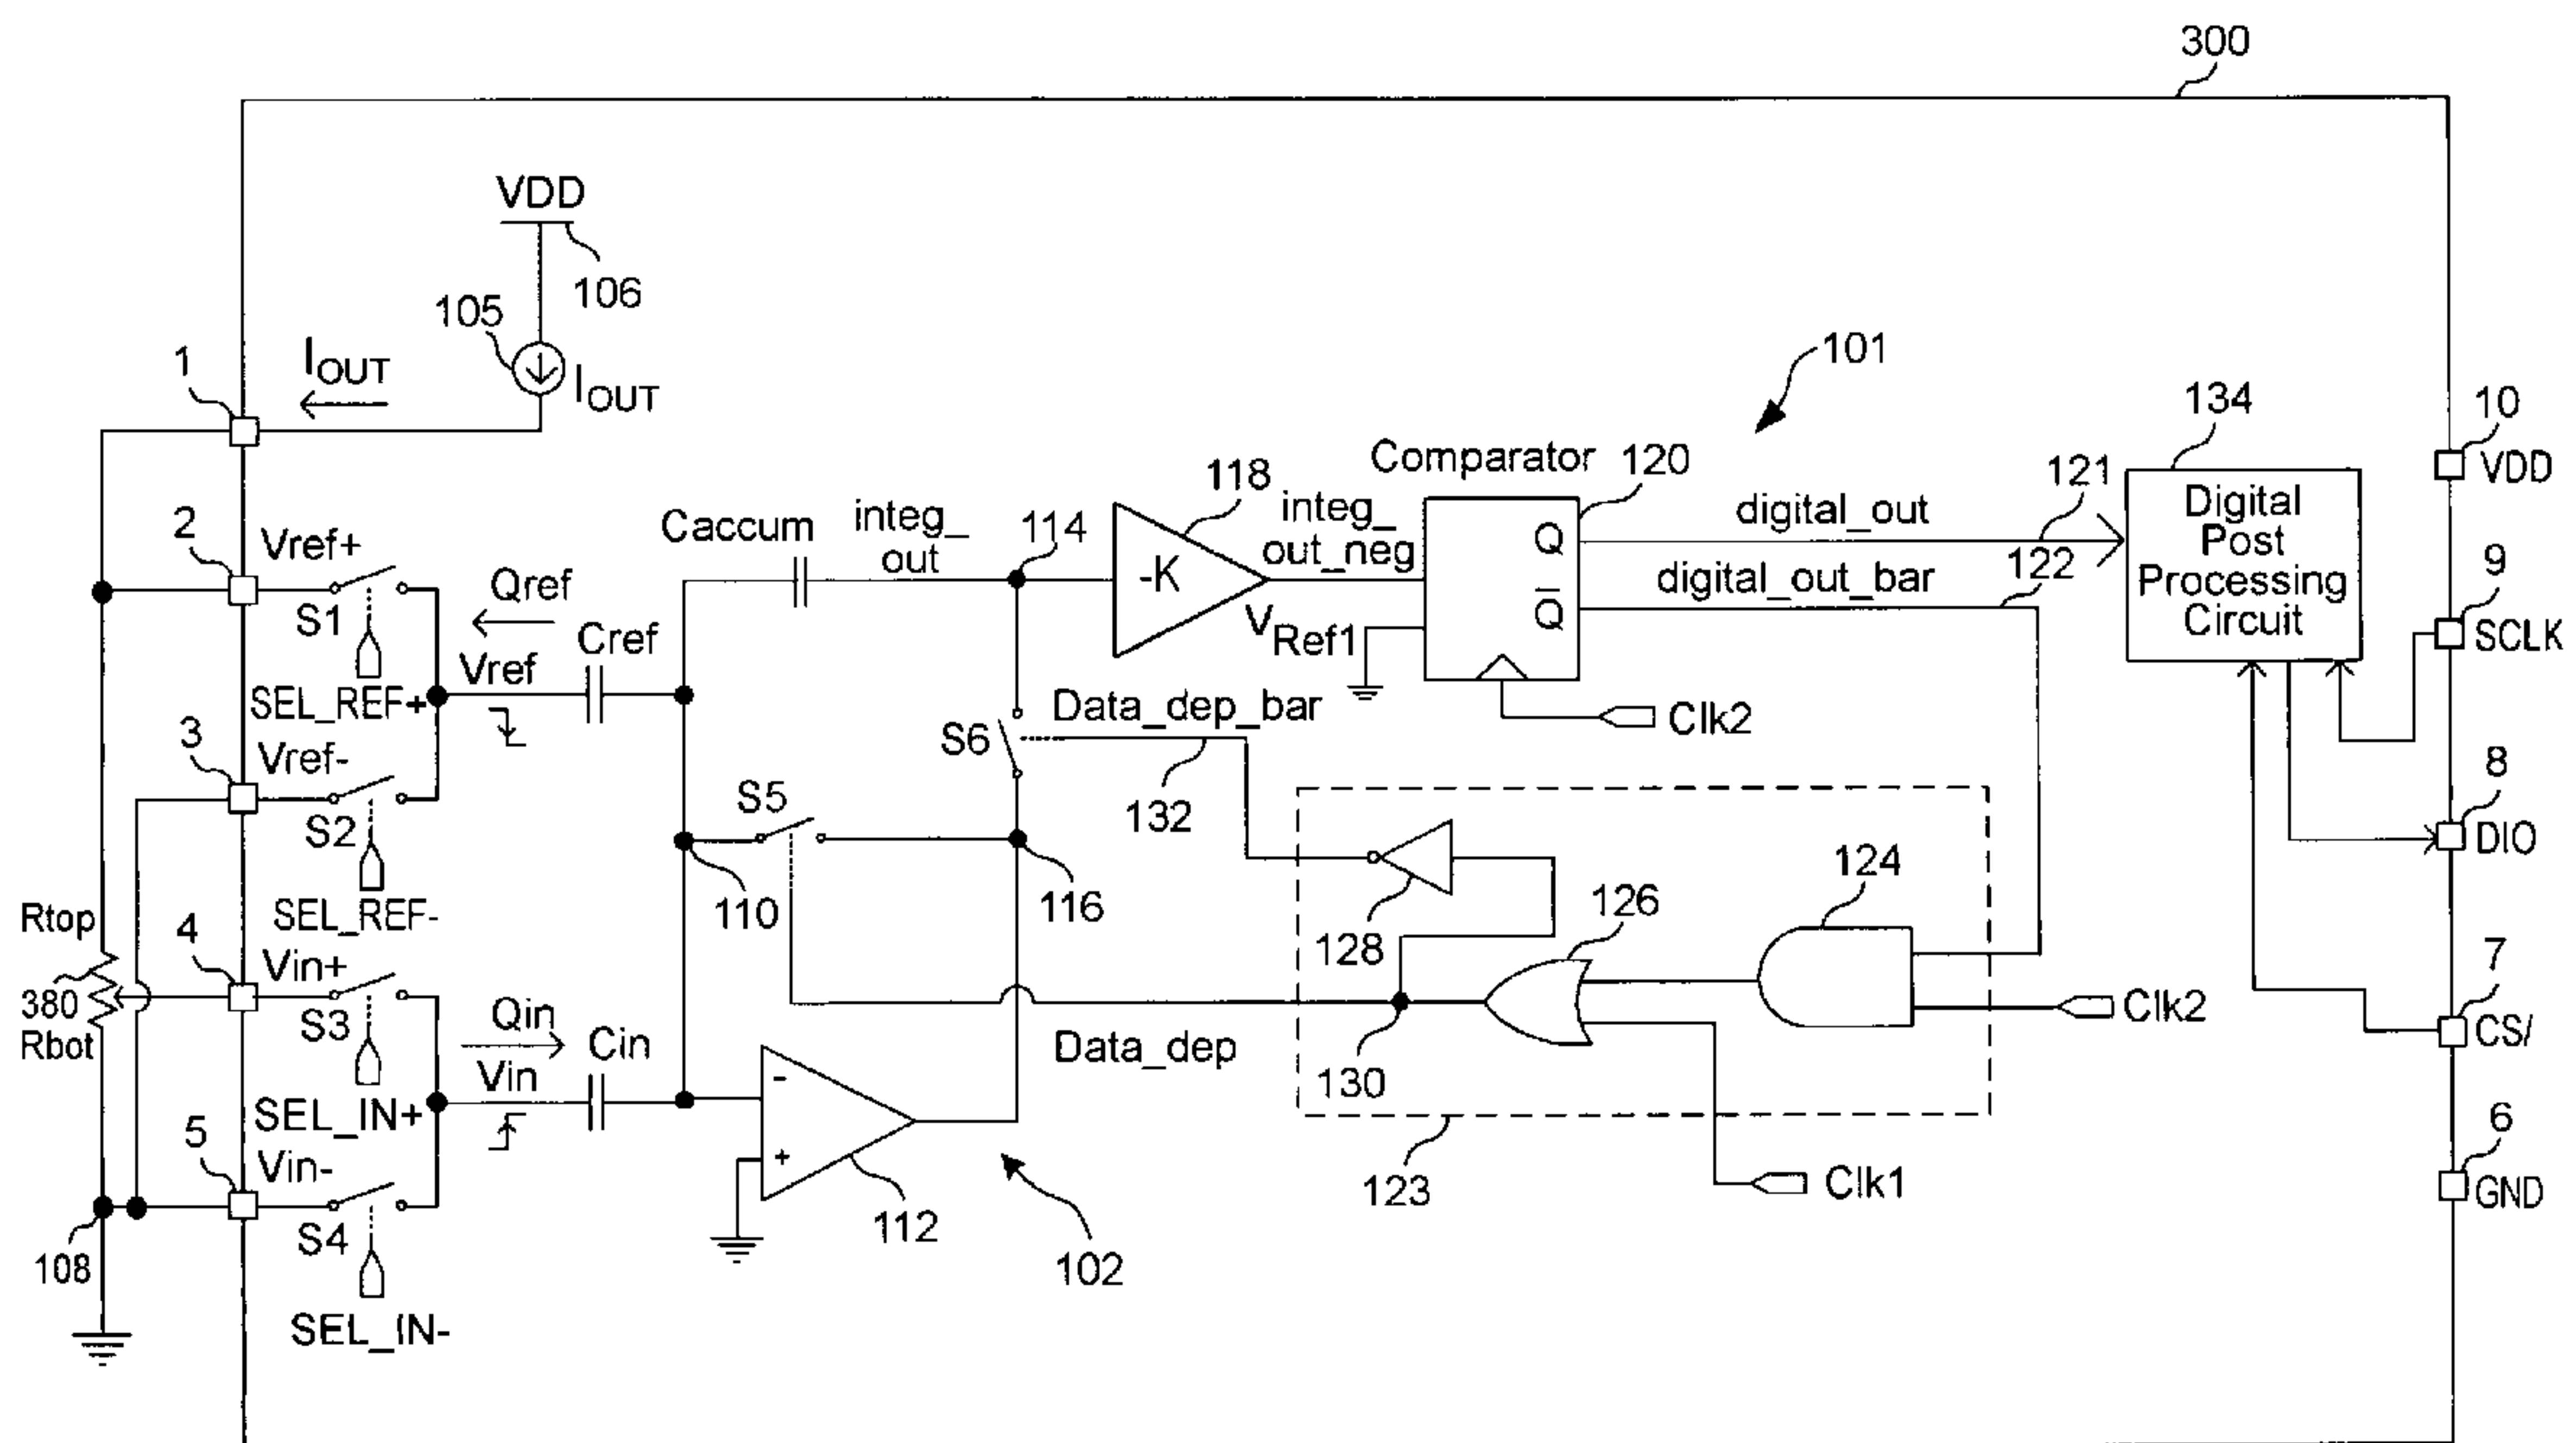 300
VDD
106
105
I_OUT
I_OUT
1
101
134
10
VDD
Comparator
120
121
118
digital_out
Digital
Post
Processing
Circuit
integ_
out_neg
Q
digital_out_bar
122
Q̅
-K
V_Ref1
Clk2
Caccum
integ_
out
114
2
Vref+
S1
SEL_REF+
Qref
Vref
Cref
9
SCLK
3
Vref-
S2
SEL_REF-
S5
S6
Data_dep_bar
132
8
DIO
Rtop
380
Rbot
4
Vin+
S3
SEL_IN+
110
116
128
126
124
Clk2
7
CS/
Qin
Vin
Cin
Data_dep
130
-
+
5
Vin-
S4
SEL_IN-
108
112
102
123
Clk1
6
GND